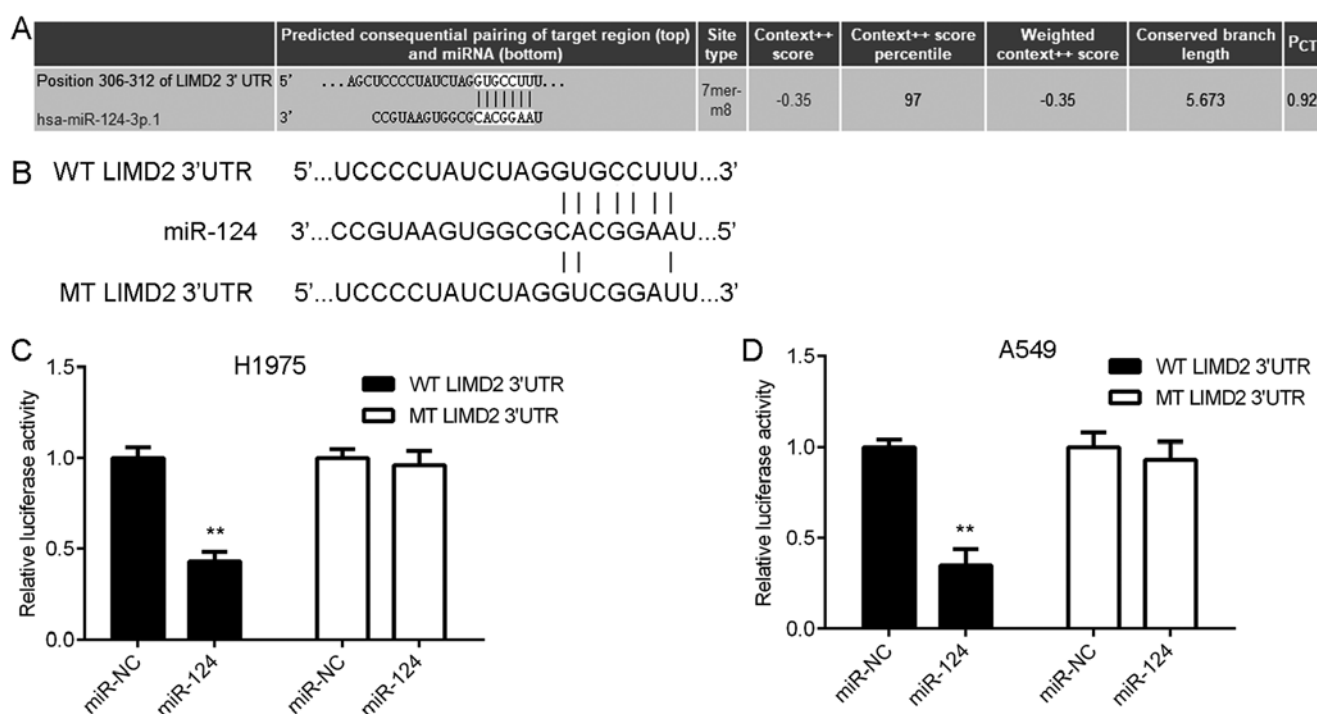 A
Predicted consequential pairing of target region (top) and miRNA (bottom)
Site type
Context++ score
Context++ score percentile
Weighted context++ score
Conserved branch length
PCT
Position 306-312 of LIMD2 3' UTR 5' ...AGCUCCCCUAUCUAGGUGCCUUU...
hsa-miR-124-3p.1 3' CCGUAAGUGGCGCACGGAAU
7mer-m8
-0.35
97
-0.35
5.673
0.92
B
WT LIMD2 3'UTR 5'...UCCCCUAUCUAGGUGCCUUU...3'
miR-124 3'...CCGUAAGUGGCGCACGGAAU...5'
MT LIMD2 3'UTR 5'...UCCCCUAUCUAGGUCGGAUU...3'
C
H1975
WT LIMD2 3'UTR
MT LIMD2 3'UTR
Relative luciferase activity
1.5
1.0
0.5
0.0
**
miR-NC
miR-124
miR-NC
miR-124
D
A549
WT LIMD2 3'UTR
MT LIMD2 3'UTR
Relative luciferase activity
1.5
1.0
0.5
0.0
**
miR-NC
miR-124
miR-NC
miR-124